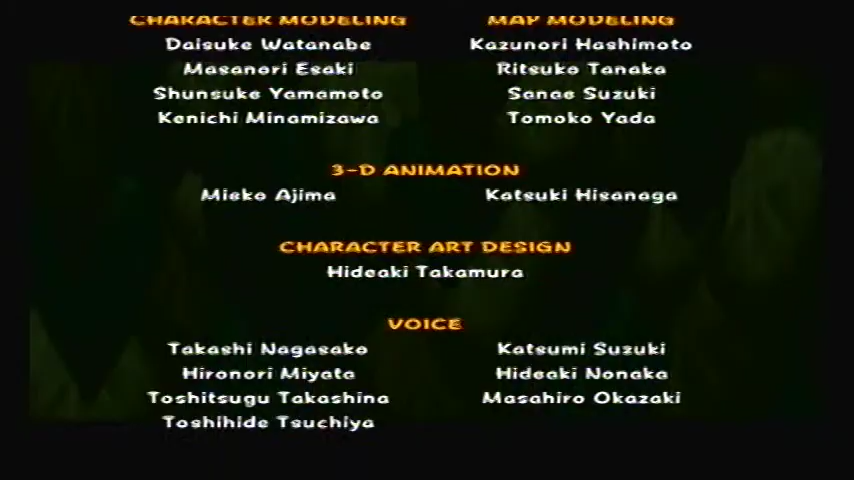 CHARACTER MODELING MAP MODELING
Daisuke Watanabe Kazunori Hashimoto
Masanori Esaki Ritsuko Tanaka
Shunsuke Yamamoto Sanae Suzuki
Kenichi Minamizawa Tomoko Yada
3-D ANIMATION
Mieko Ajima Katsuki Hisanaga
CHARACTER ART DESIGN
Hideaki Takamura
VOICE
Takashi Nagasako Katsumi Suzuki
Hironori Miyata Hideaki Nonaka
Toshitsugu Takashina Masahiro Okazaki
Toshihide Tsuchiya